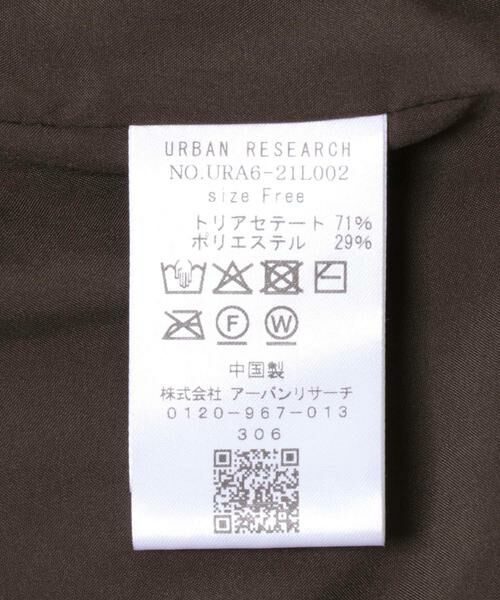 URBAN RESEARCH
NO.URA6-21L002
size Free
トリアセテート 71%
ポリエステル 29%
F W
中国製
株式会社 アーバンリサーチ
0120-967-013
306